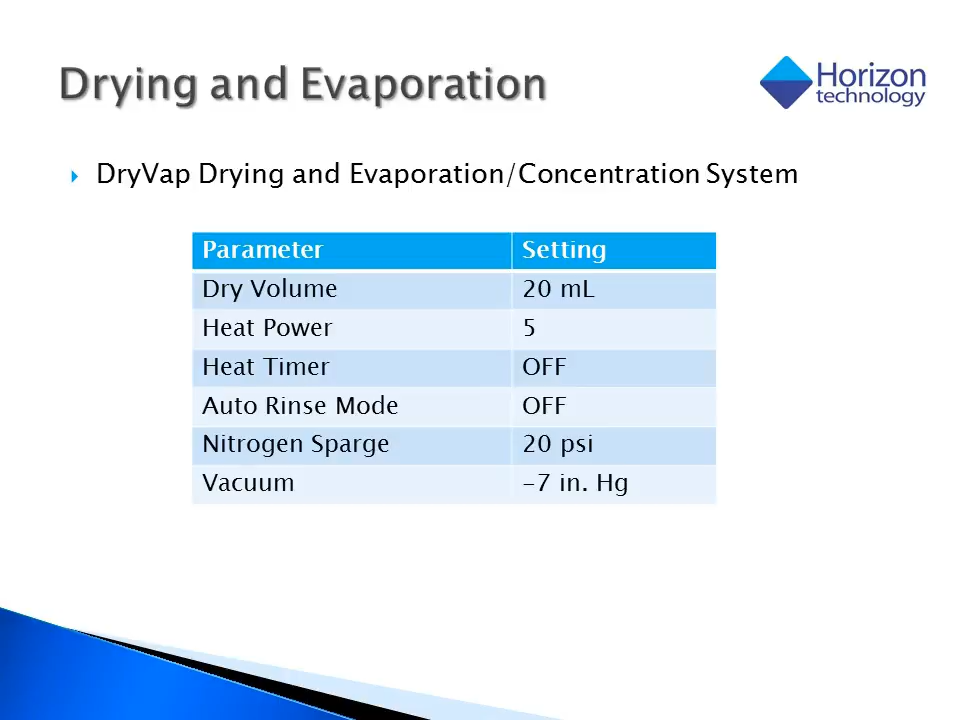 Drying and Evaporation
Horizon
technology
DryVap Drying and Evaporation/Concentration System
Parameter Setting
Dry Volume 20 mL
Heat Power 5
Heat Timer OFF
Auto Rinse Mode OFF
Nitrogen Sparge 20 psi
Vacuum -7 in. Hg